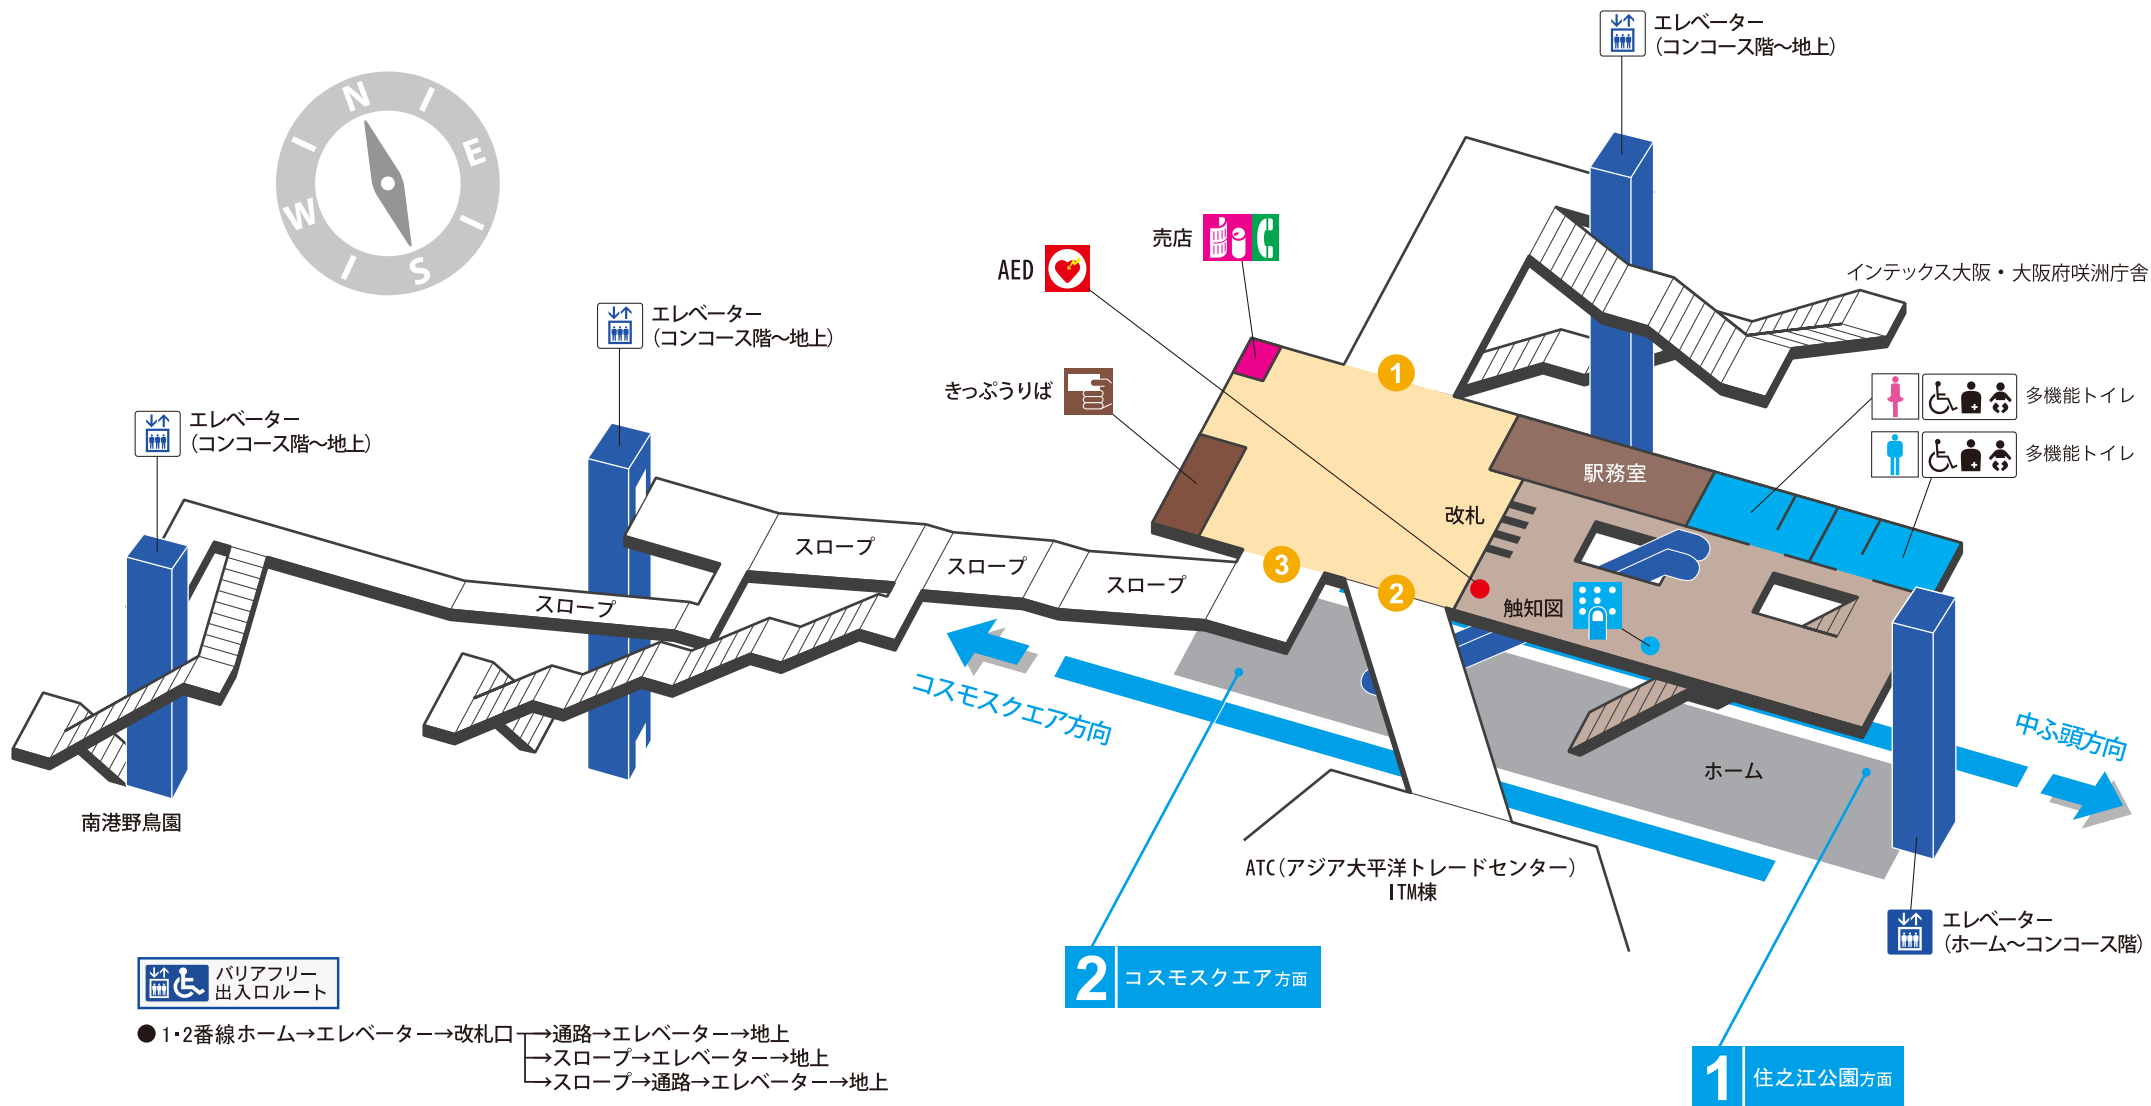 エレベーター
(コンコース階〜地上)
N
I
E
I
S
I
W
I
売店
AED
インテックス大阪・大阪府咲洲庁舎
エレベーター
(コンコース階〜地上)
きっぷうりば
1
多機能トイレ
エレベーター
(コンコース階〜地上)
多機能トイレ
駅務室
改札
スロープ
スロープ
スロープ
スロープ
3
2
触知図
コスモスクエア方向
中ふ頭方向
ホーム
南港野鳥園
ATC(アジア大平洋トレードセンター)
ITM棟
エレベーター
(ホーム〜コンコース階)
2 コスモスクエア方面
バリアフリー
出入口ルート
●1・2番線ホーム→エレベーター→改札口→通路→エレベーター→地上
→スロープ→エレベーター→地上
→スロープ→通路→エレベーター→地上
1 住之江公園方面